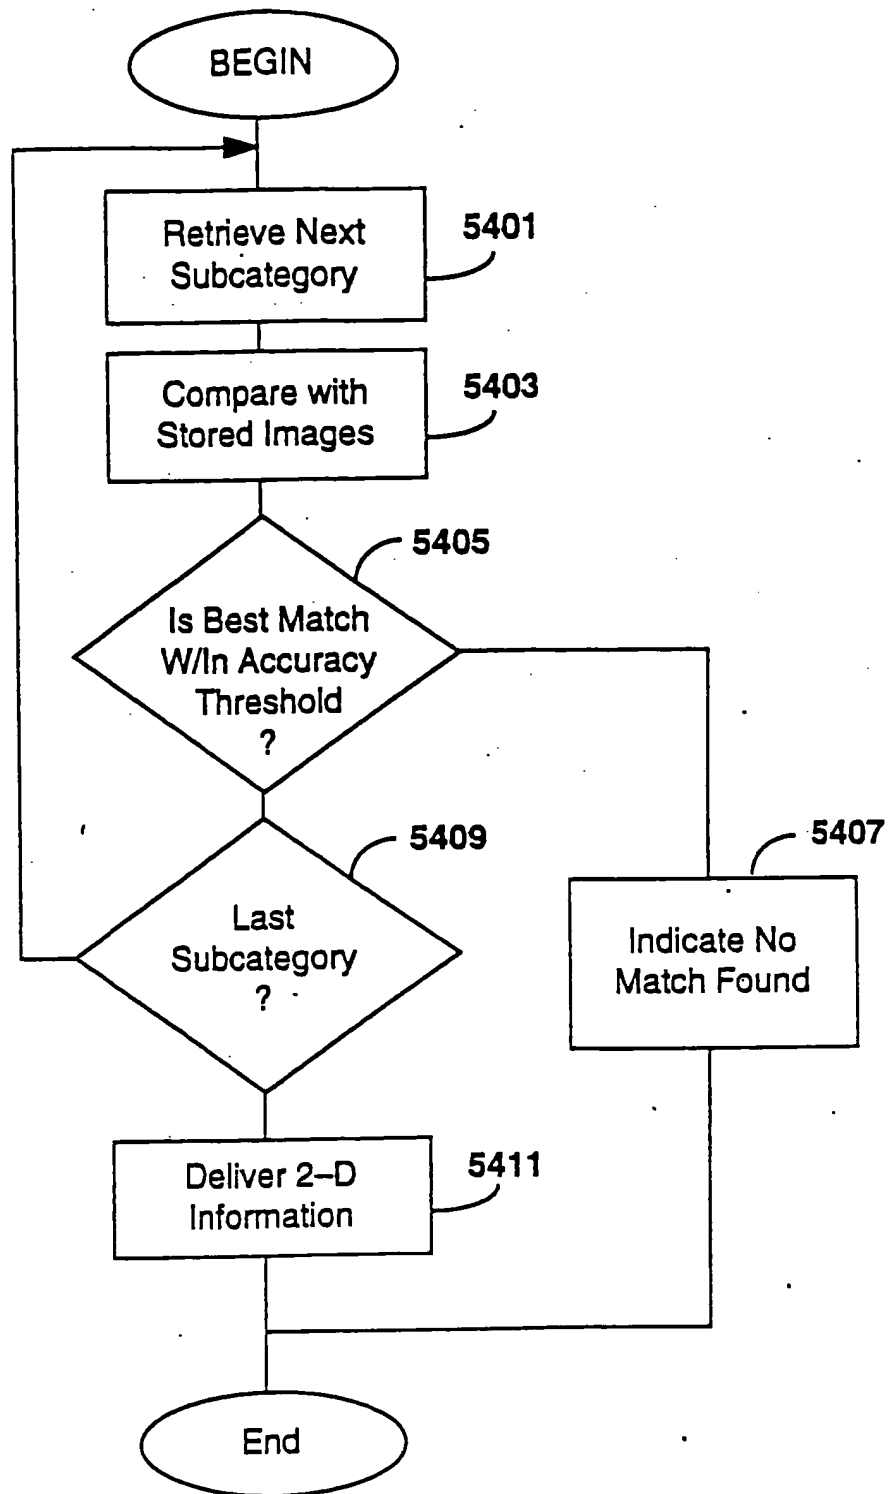 BEGIN
Retrieve Next
Subcategory
5401
Compare with
Stored Images
5403
5405
Is Best Match
W/In Accuracy
Threshold
?
5409
Last
Subcategory
?
5407
Indicate No
Match Found
Deliver 2–D
Information
5411
End